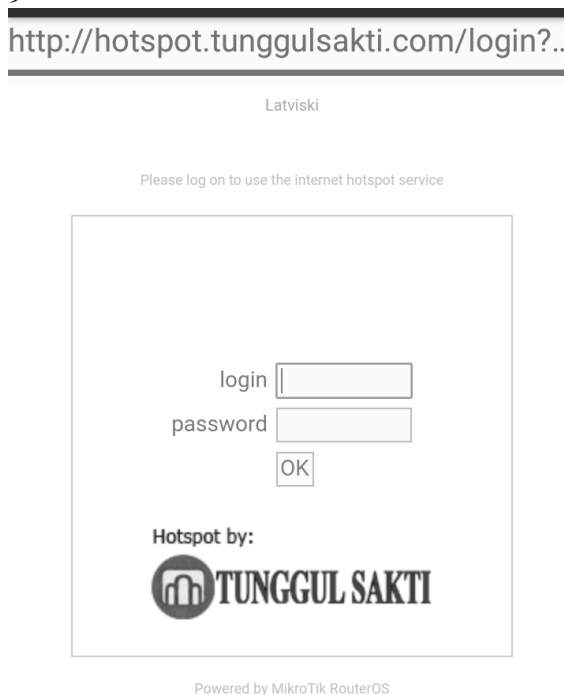 http://hotspot.tunggulsakti.com/login?..
Latviski
Please log on to use the internet hotspot service
login
password
OK
Hotspot by:
TUNGGUL SAKTI
Powered by MikroTik RouterOS